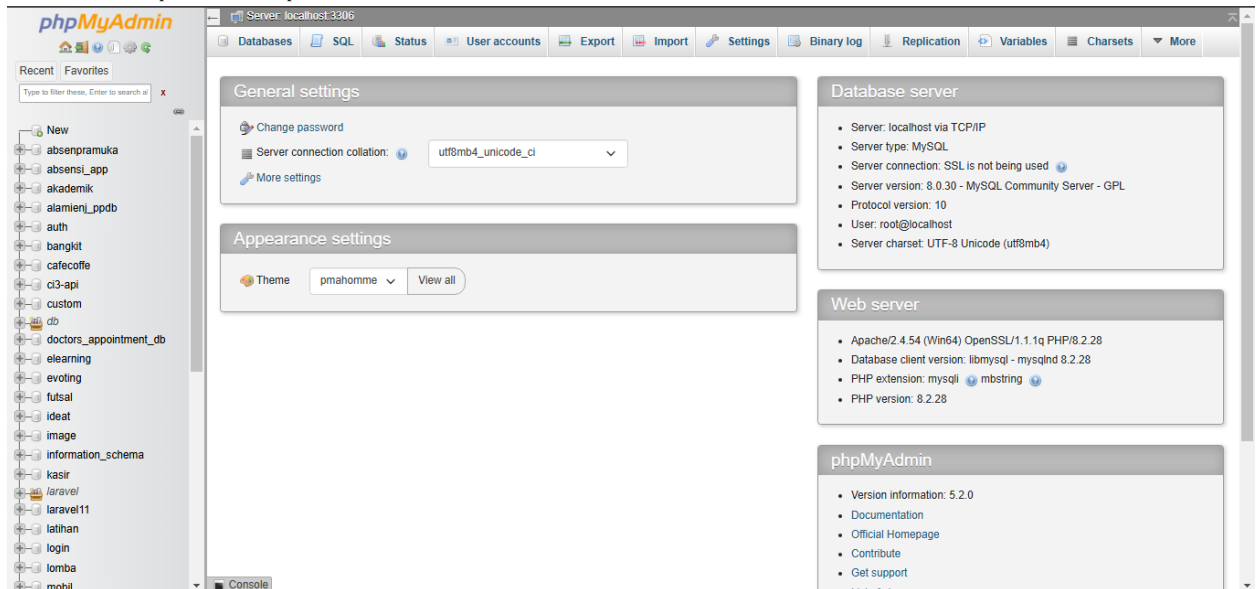 phpMyAdmin
Recent Favorites
Type to filter these, Enter to search al X
New
absenpramuka
absensi_app
akademik
alamienj_ppdb
auth
bangkit
cafecoffe
ci3-api
custom
db
doctors_appointment_db
elearning
evoting
futsal
ideat
image
information_schema
kasir
laravel
laravel11
latihan
login
lomba
mobil
Server: localhost:3306
Databases SQL Status User accounts Export Import Settings Binary log Replication Variables Charsets More
General settings
Change password
Server connection collation: utf8mb4_unicode_ci
More settings
Appearance settings
Theme pmahomme View all
Console
Database server
Server: localhost via TCP/IP
Server type: MySQL
Server connection: SSL is not being used
Server version: 8.0.30 - MySQL Community Server - GPL
Protocol version: 10
User: root@localhost
Server charset: UTF-8 Unicode (utf8mb4)
Web server
Apache/2.4.54 (Win64) OpenSSL/1.1.1q PHP/8.2.28
Database client version: libmysql - mysqlnd 8.2.28
PHP extension: mysqli mbstring
PHP version: 8.2.28
phpMyAdmin
Version information: 5.2.0
Documentation
Official Homepage
Contribute
Get support